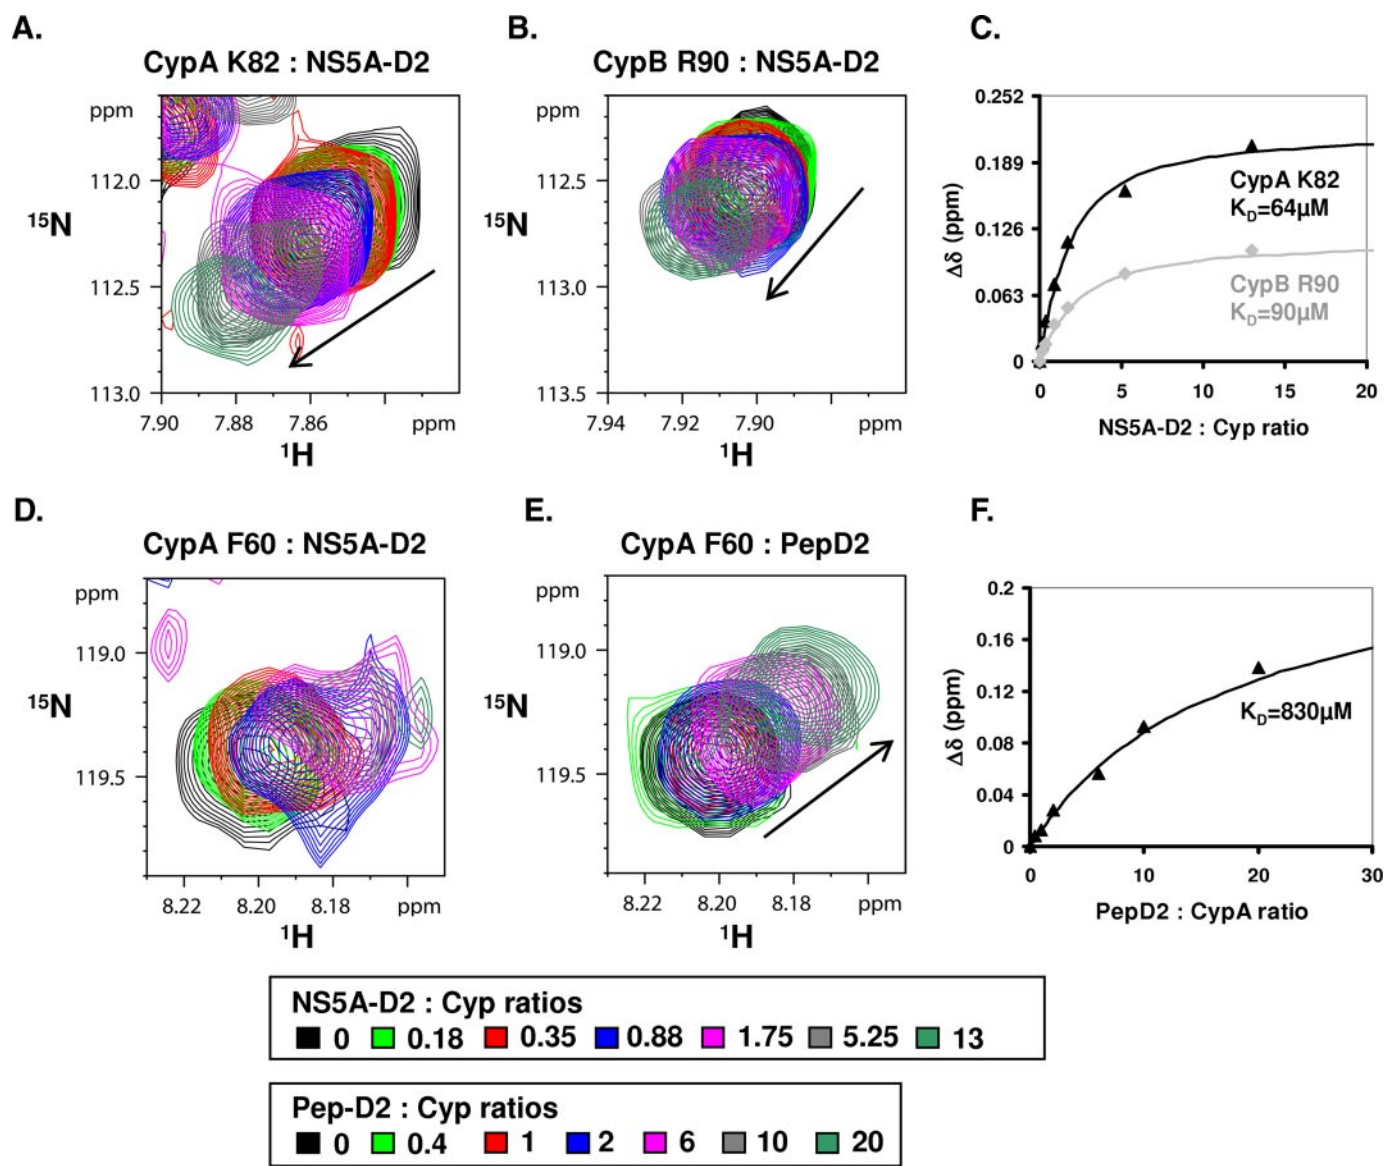 A.
CypA K82 : NS5A-D2
ppm
112.0
15N
112.5
113.0
7.90 7.88 7.86 ppm
1H
B.
CypB R90 : NS5A-D2
ppm
112.5
15N
113.0
113.5
7.94 7.92 7.90 ppm
1H
C.
0.252
0.189
0.126
0.063
0
Δδ (ppm)
CypA K82
KD=64µM
CypB R90
KD=90µM
0 5 10 15 20
NS5A-D2 : Cyp ratio
D.
CypA F60 : NS5A-D2
ppm
119.0
15N
119.5
8.22 8.20 8.18 ppm
1H
E.
CypA F60 : PepD2
ppm
119.0
15N
119.5
8.22 8.20 8.18 ppm
1H
F.
0.2
0.16
0.12
0.08
0.04
0
Δδ (ppm)
KD=830µM
0 10 20 30
PepD2 : CypA ratio
NS5A-D2 : Cyp ratios
0 0.18 0.35 0.88 1.75 5.25 13
Pep-D2 : Cyp ratios
0 0.4 1 2 6 10 20